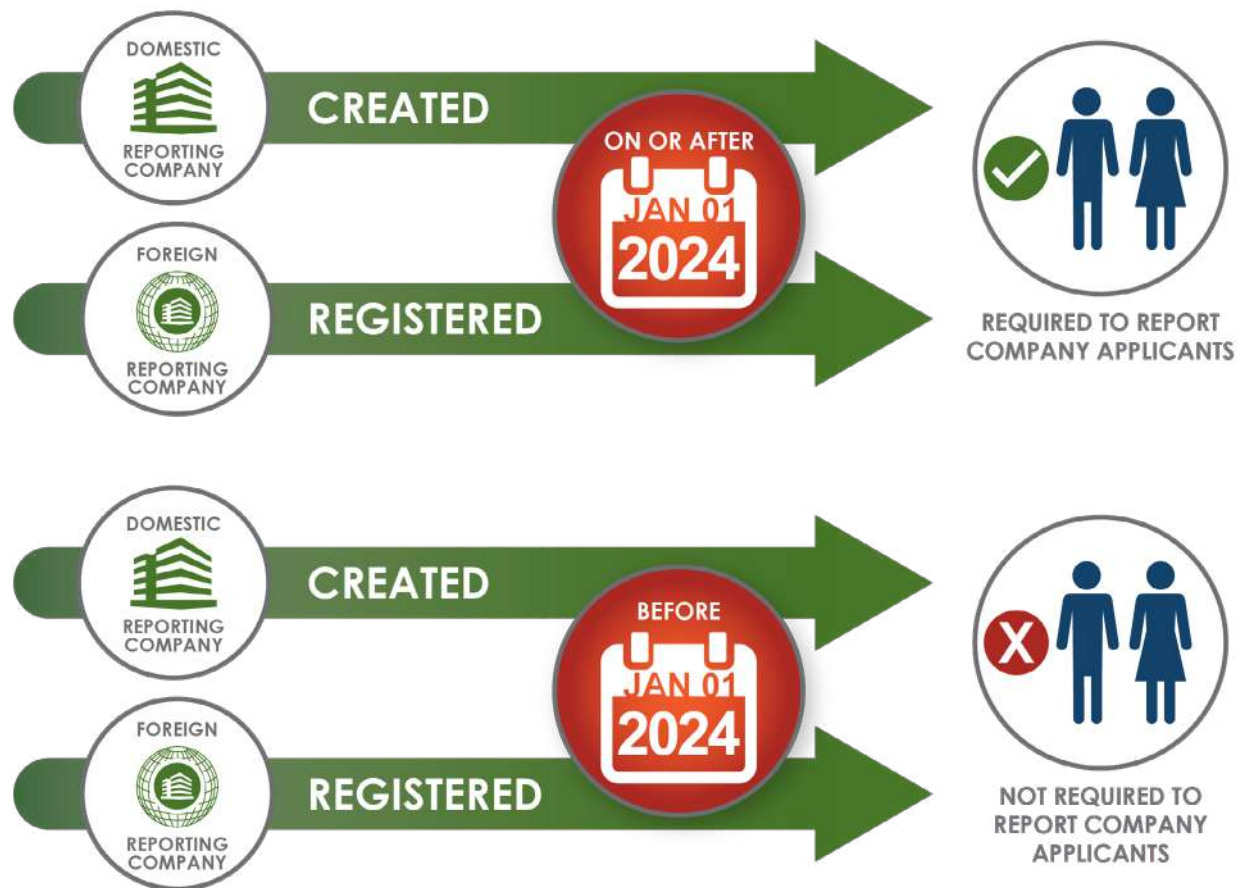 DOMESTIC
REPORTING
COMPANY
CREATED
ON OR AFTER
JAN 01
2024
FOREIGN
REPORTING
COMPANY
REGISTERED
REQUIRED TO REPORT
COMPANY APPLICANTS
DOMESTIC
REPORTING
COMPANY
CREATED
BEFORE
JAN 01
2024
FOREIGN
REPORTING
COMPANY
REGISTERED
X
NOT REQUIRED TO
REPORT COMPANY
APPLICANTS